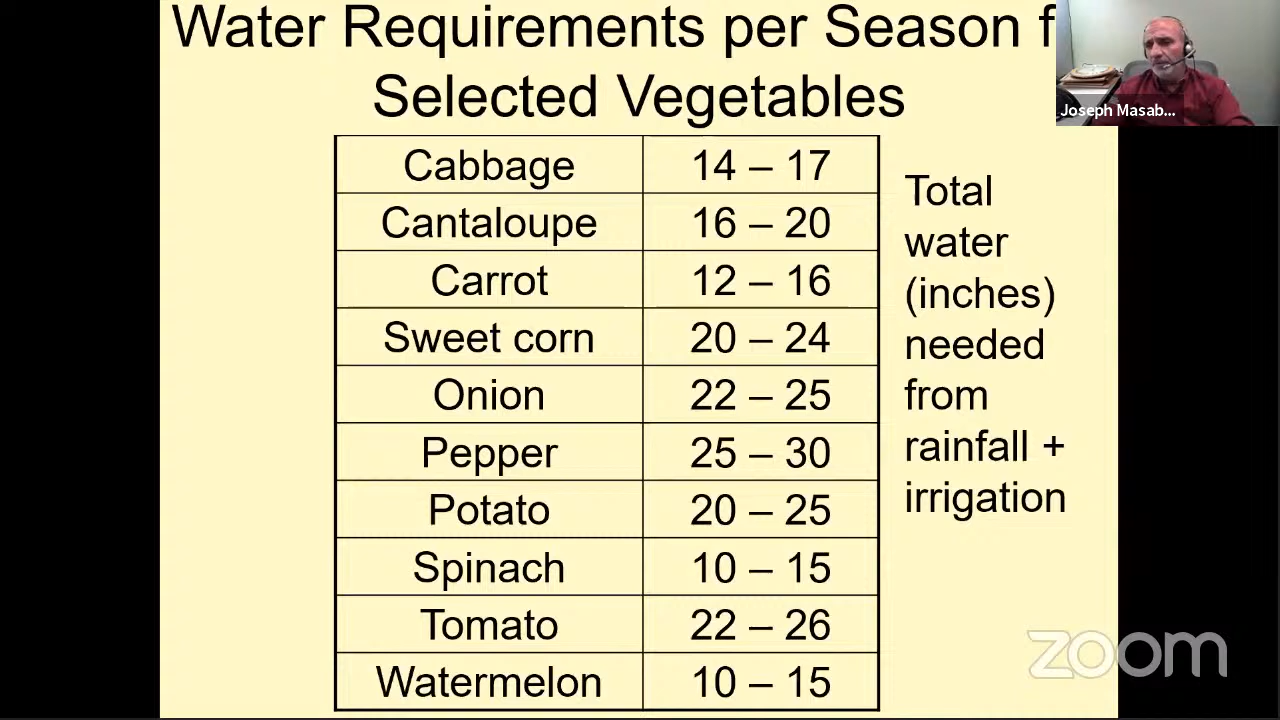 Water Requirements per Season f
Selected Vegetables
Joseph Masab...
Cabbage 14 – 17
Cantaloupe 16 – 20
Carrot 12 – 16
Sweet corn 20 – 24
Onion 22 – 25
Pepper 25 – 30
Potato 20 – 25
Spinach 10 – 15
Tomato 22 – 26
Watermelon 10 – 15
Total
water
(inches)
needed
from
rainfall +
irrigation
zoom